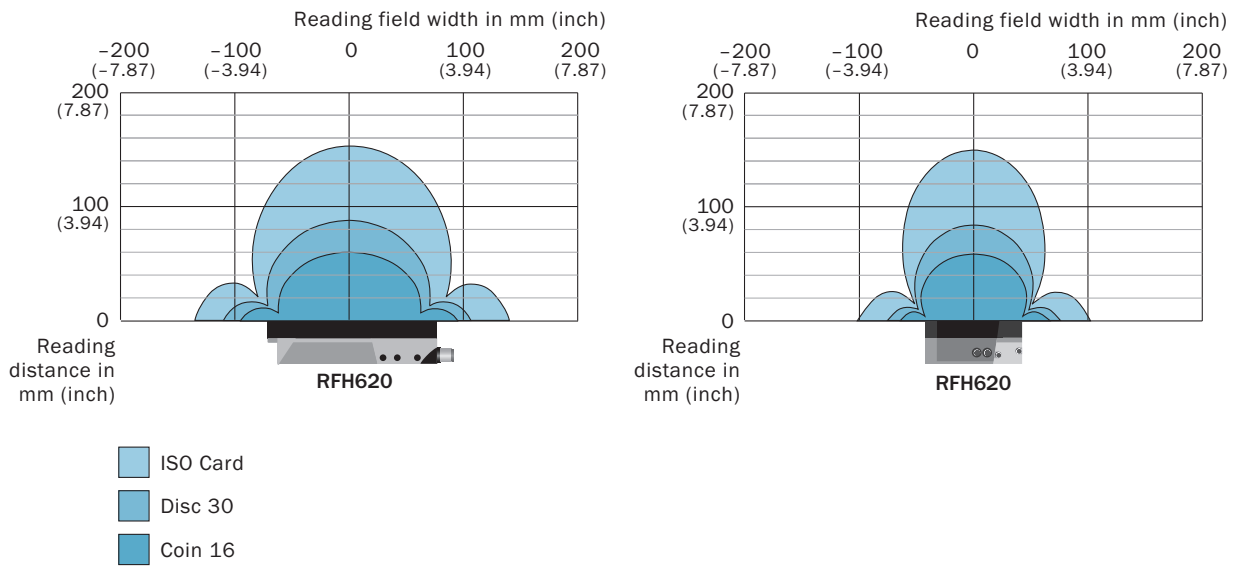 Reading field width in mm (inch)
–200 –100 0 100 200
(–7.87) (–3.94) (3.94) (7.87)
200
(7.87)
100
(3.94)
0
Reading
distance in
mm (inch)
RFH620
Reading field width in mm (inch)
–200 –100 0 100 200
(–7.87) (–3.94) (3.94) (7.87)
200
(7.87)
100
(3.94)
0
Reading
distance in
mm (inch)
RFH620
ISO Card
Disc 30
Coin 16